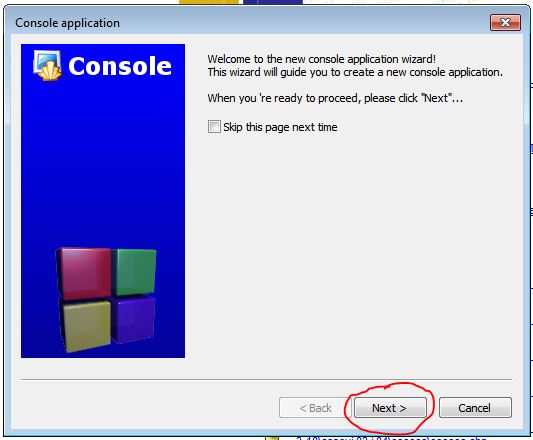 Console application
Console
Welcome to the new console application wizard!
This wizard will guide you to create a new console application.
When you 're ready to proceed, please click "Next"...
Skip this page next time
< Back
Next >
Cancel